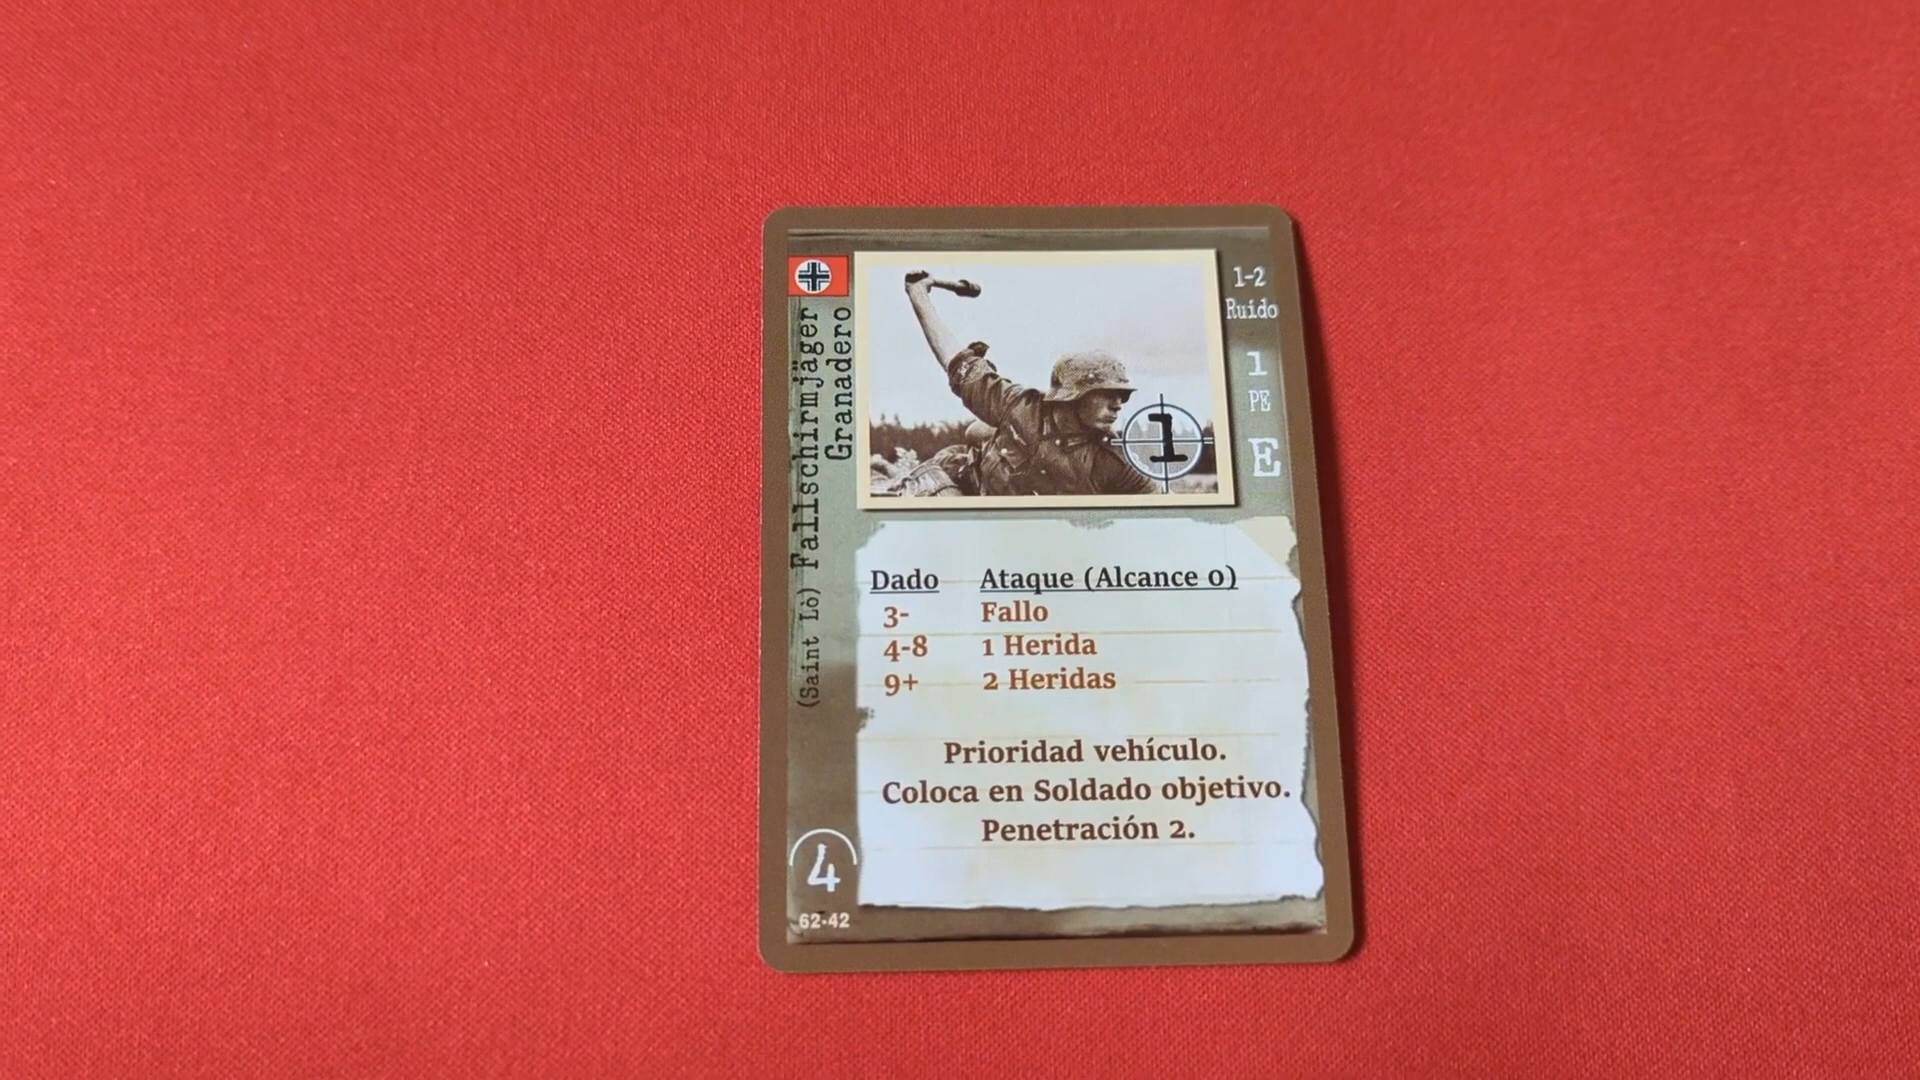 (Saint Lò) Fallschirmjäger
Granadero
1-2
Ruido
1
PE
E
1
Dado Ataque (Alcance 0)
3- Fallo
4-8 1 Herida
9+ 2 Heridas
Prioridad vehículo.
Coloca en Soldado objetivo.
Penetración 2.
4
62-42